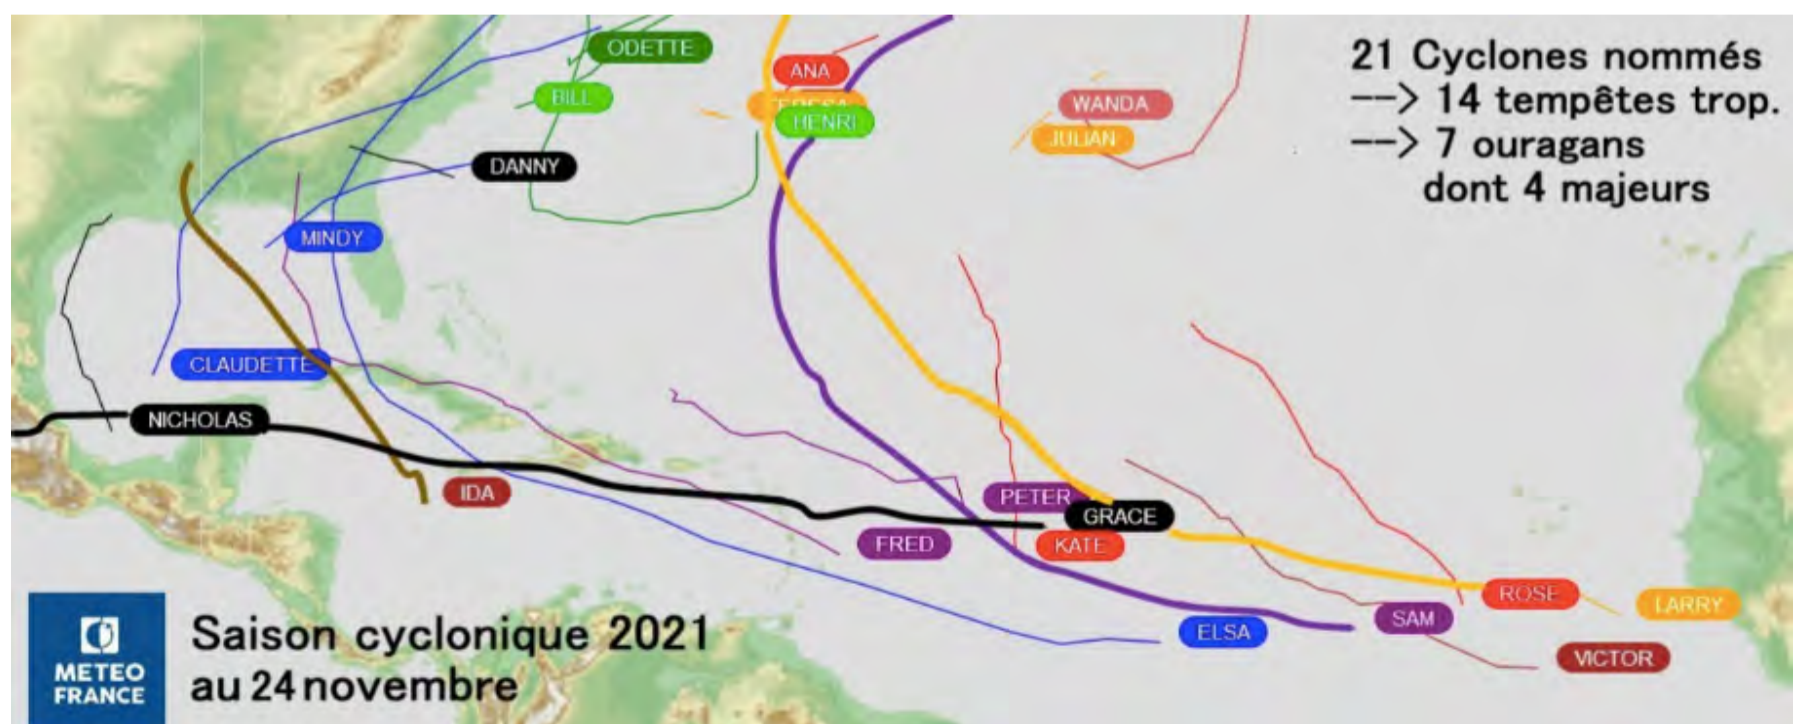 ODETTE
ANA
BILL
TERESA
HENRI
WANDA
JULIAN
DANNY
MINDY
CLAUDETTE
NICHOLAS
IDA
PETER
GRACE
FRED
KATE
ROSE
LARRY
SAM
ELSA
VICTOR
21 Cyclones nommés
--> 14 tempêtes trop.
--> 7 ouragans
dont 4 majeurs
METEO
FRANCE
Saison cyclonique 2021
au 24 novembre